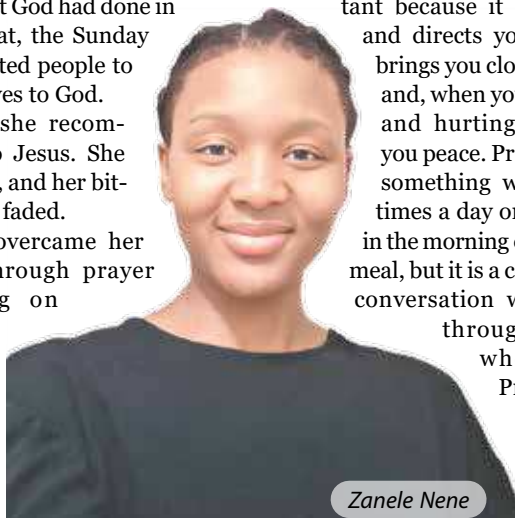 t God had done in
at, the Sunday
ted people to
ves to God.
she recom-
o Jesus. She
, and her bit-
faded.
overcame her
hrough prayer
g on
tant because it
and directs yo
brings you clo
and, when yo
and hurting
you peace. Pr
something w
times a day or
in the morning
meal, but it is a c
conversation w
throug
wh
Pr
Zanele Nene